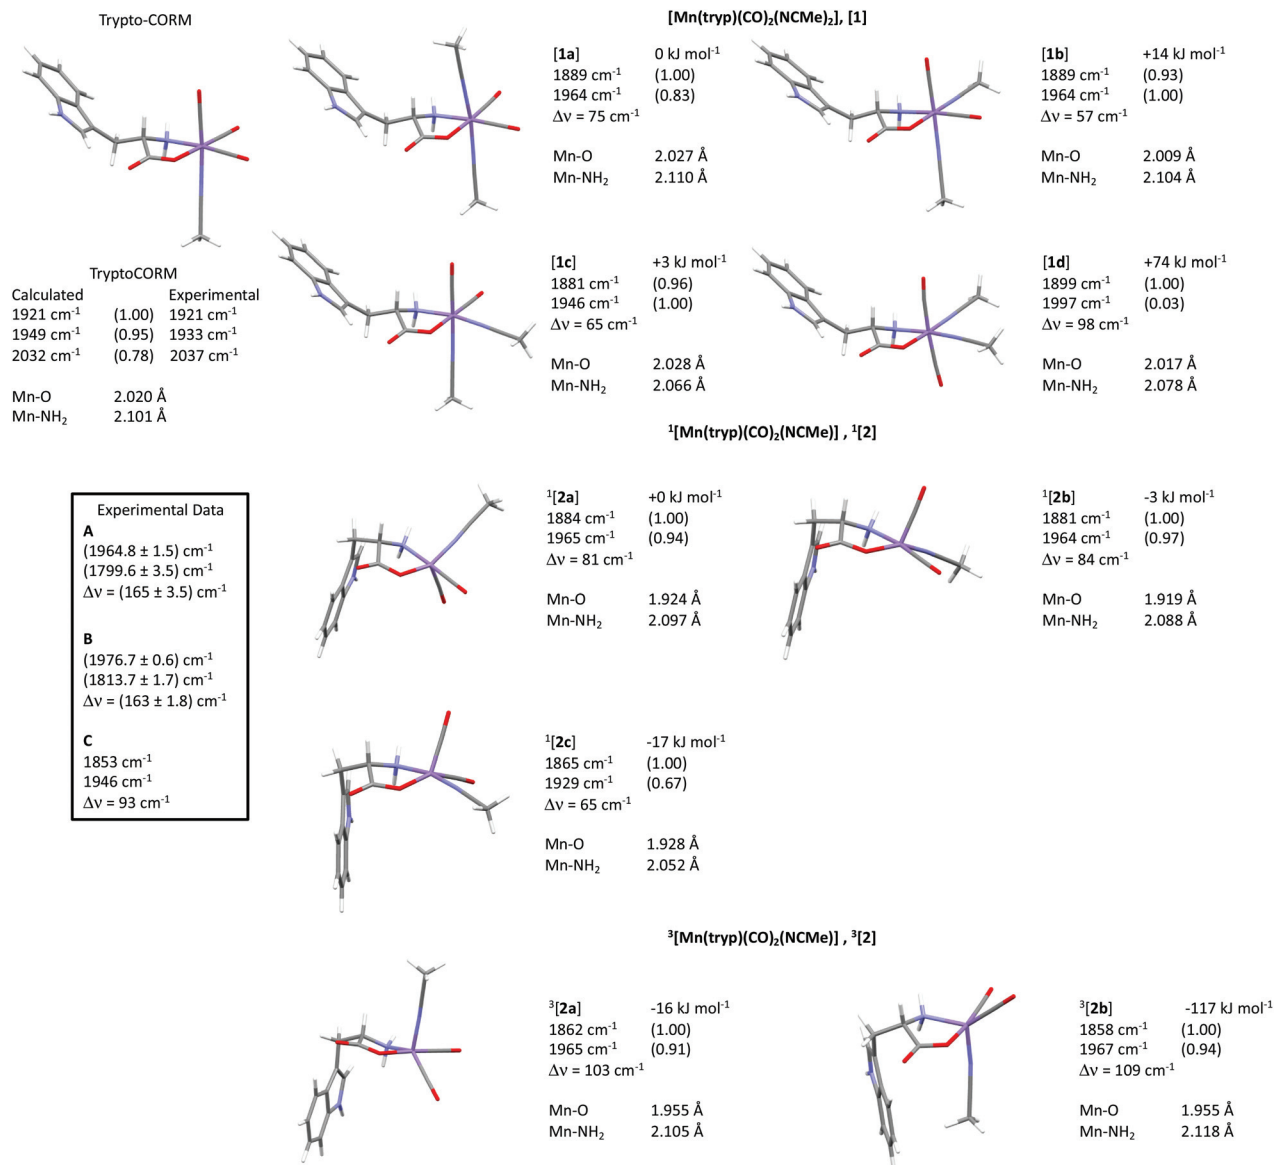 Trypto-CORM
[Mn(tryp)(CO)₂(NCMe)₂], [1]
[1a] 0 kJ mol⁻¹
1889 cm⁻¹ (1.00)
1964 cm⁻¹ (0.83)
Δν = 75 cm⁻¹
Mn-O 2.027 Å
Mn-NH₂ 2.110 Å
[1b] +14 kJ mol⁻¹
1889 cm⁻¹ (0.93)
1964 cm⁻¹ (1.00)
Δν = 57 cm⁻¹
Mn-O 2.009 Å
Mn-NH₂ 2.104 Å
TryptoCORM
Calculated Experimental
1921 cm⁻¹ (1.00) 1921 cm⁻¹
1949 cm⁻¹ (0.95) 1933 cm⁻¹
2032 cm⁻¹ (0.78) 2037 cm⁻¹
Mn-O 2.020 Å
Mn-NH₂ 2.101 Å
[1c] +3 kJ mol⁻¹
1881 cm⁻¹ (0.96)
1946 cm⁻¹ (1.00)
Δν = 65 cm⁻¹
Mn-O 2.028 Å
Mn-NH₂ 2.066 Å
[1d] +74 kJ mol⁻¹
1899 cm⁻¹ (1.00)
1997 cm⁻¹ (0.03)
Δν = 98 cm⁻¹
Mn-O 2.017 Å
Mn-NH₂ 2.078 Å
¹[Mn(tryp)(CO)₂(NCMe)] , ¹[2]
Experimental Data
A
(1964.8 ± 1.5) cm⁻¹
(1799.6 ± 3.5) cm⁻¹
Δν = (165 ± 3.5) cm⁻¹
B
(1976.7 ± 0.6) cm⁻¹
(1813.7 ± 1.7) cm⁻¹
Δν = (163 ± 1.8) cm⁻¹
C
1853 cm⁻¹
1946 cm⁻¹
Δν = 93 cm⁻¹
¹[2a] +0 kJ mol⁻¹
1884 cm⁻¹ (1.00)
1965 cm⁻¹ (0.94)
Δν = 81 cm⁻¹
Mn-O 1.924 Å
Mn-NH₂ 2.097 Å
¹[2b] -3 kJ mol⁻¹
1881 cm⁻¹ (1.00)
1964 cm⁻¹ (0.97)
Δν = 84 cm⁻¹
Mn-O 1.919 Å
Mn-NH₂ 2.088 Å
¹[2c] -17 kJ mol⁻¹
1865 cm⁻¹ (1.00)
1929 cm⁻¹ (0.67)
Δν = 65 cm⁻¹
Mn-O 1.928 Å
Mn-NH₂ 2.052 Å
³[Mn(tryp)(CO)₂(NCMe)] , ³[2]
³[2a] -16 kJ mol⁻¹
1862 cm⁻¹ (1.00)
1965 cm⁻¹ (0.91)
Δν = 103 cm⁻¹
Mn-O 1.955 Å
Mn-NH₂ 2.105 Å
³[2b] -117 kJ mol⁻¹
1858 cm⁻¹ (1.00)
1967 cm⁻¹ (0.94)
Δν = 109 cm⁻¹
Mn-O 1.955 Å
Mn-NH₂ 2.118 Å